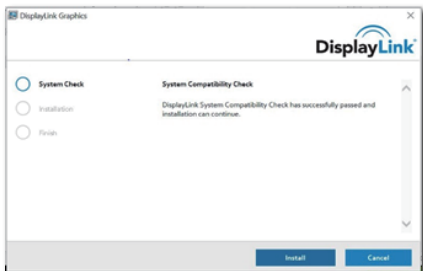 DisplayLink Graphics
DisplayLink
System Check
Installation
Finish
System Compatibility Check
DisplayLink System Compatibility Check has successfully passed and
installation can continue.
Install
Cancel